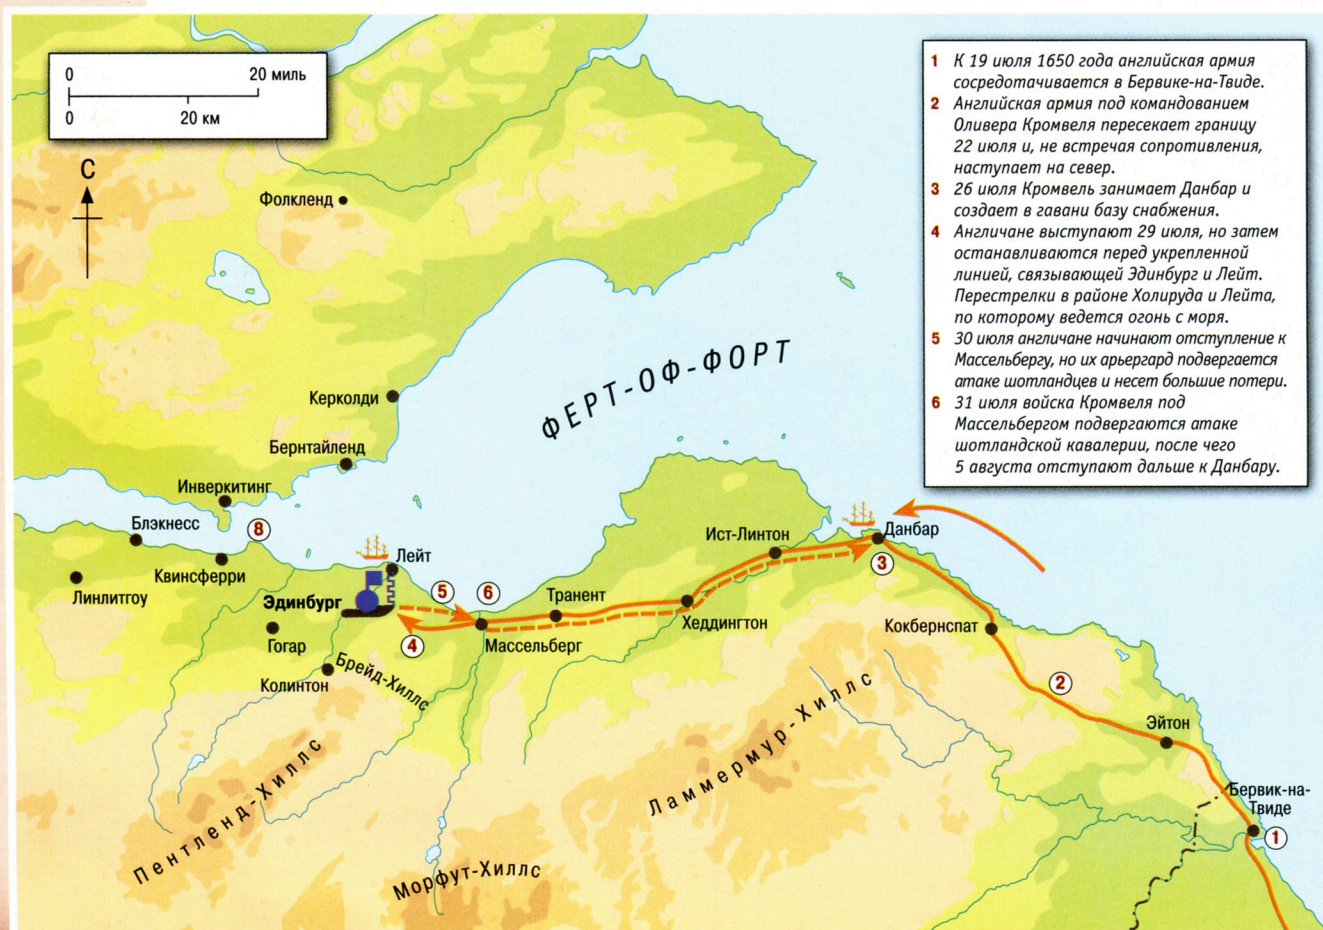 0 20 миль
0 20 км
С
1 К 19 июля 1650 года английская армия
сосредотачивается в Бервике-на-Твиде.
2 Английская армия под командованием
Оливера Кромвеля пересекает границу
22 июля и, не встречая сопротивления,
наступает на север.
3 26 июля Кромвель занимает Данбар и
создает в гавани базу снабжения.
4 Англичане выступают 29 июля, но затем
останавливаются перед укрепленной
линией, связывающей Эдинбург и Лейт.
Перестрелки в районе Холируда и Лейта,
по которому ведется огонь с моря.
5 30 июля англичане начинают отступление к
Массельбергу, но их арьергард подвергается
атаке шотландцев и несет большие потери.
6 31 июля войска Кромвеля под
Массельбергом подвергаются атаке
шотландской кавалерии, после чего
5 августа отступают дальше к Данбару.
Фолкленд
ФЕРТ-ОФ-ФОРТ
Керколди
Бернтайленд
Инверкитинг
Блэкнесс
8
Квинсферри
Линлитгоу
Лейт
Эдинбург
Гогар
Колинтон
Брейд-Хиллс
4
5
6
Массельберг
Транент
Хеддингтон
Ист-Линтон
Данбар
3
Кокбернспат
2
Эйтон
Бервик-на-
Твиде
1
Пентленд-Хиллс
Морфут-Хиллс
Ламмермур-Хиллс